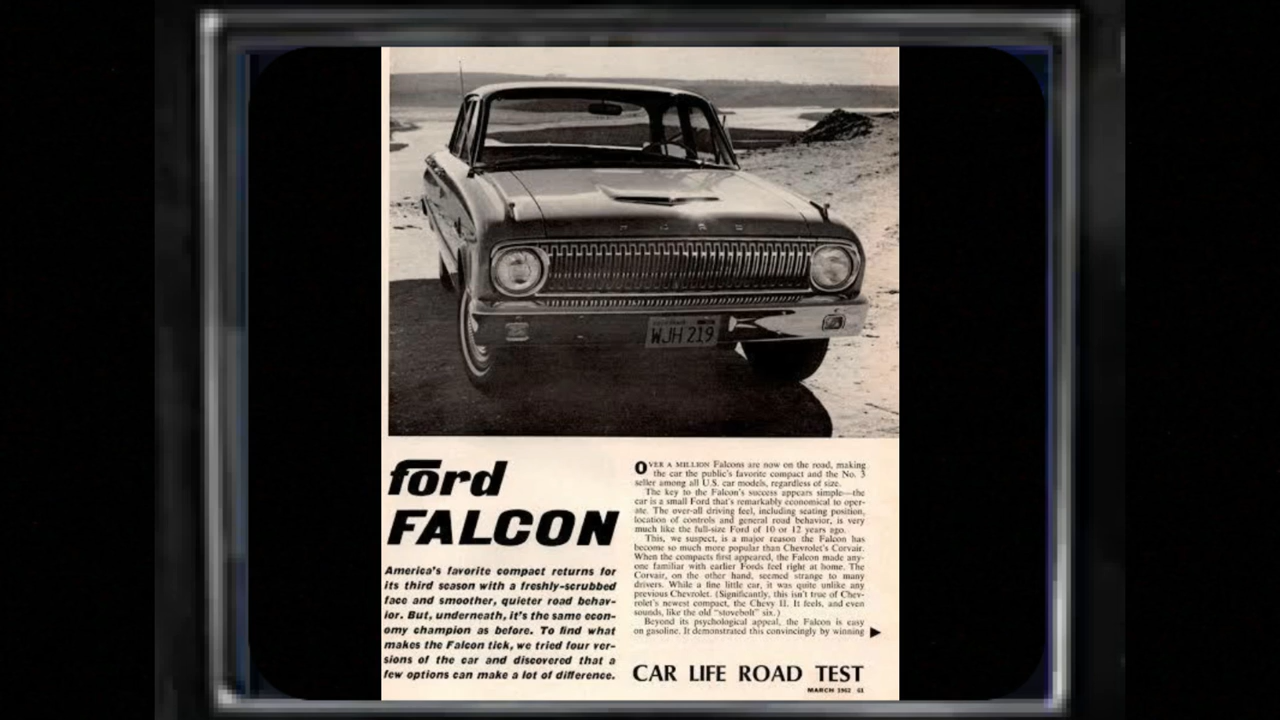 FORD
WJH 219
ford
FALCON
America's favorite compact returns for
its third season with a freshly-scrubbed
face and smoother, quieter road behav-
ior. But, underneath, it's the same econ-
omy champion as before. To find what
makes the Falcon tick, we tried four ver-
sions of the car and discovered that a
few options can make a lot of difference.
OVER A MILLION Falcons are now on the road, making
the car the public's favorite compact and the No. 3
seller among all U.S. car models, regardless of size.
The key to the Falcon's success appears simple—the
car is a small Ford that's remarkably economical to oper-
ate. The over-all driving feel, including seating position,
location of controls and general road behavior, is very
much like the full-size Ford of 10 or 12 years ago.
This, we suspect, is a major reason the Falcon has
become so much more popular than Chevrolet's Corvair.
When the compacts first appeared, the Falcon made any-
one familiar with earlier Fords feel right at home. The
Corvair, on the other hand, seemed strange to many
drivers. While a fine little car, it was quite unlike any
previous Chevrolet. (Significantly, this isn't true of Chev-
rolet's newest compact, the Chevy II. It feels, and even
sounds, like the old "stovebolt" six.)
Beyond its psychological appeal, the Falcon is easy
on gasoline. It demonstrated this convincingly by winning
CAR LIFE ROAD TEST
MARCH 1962 61